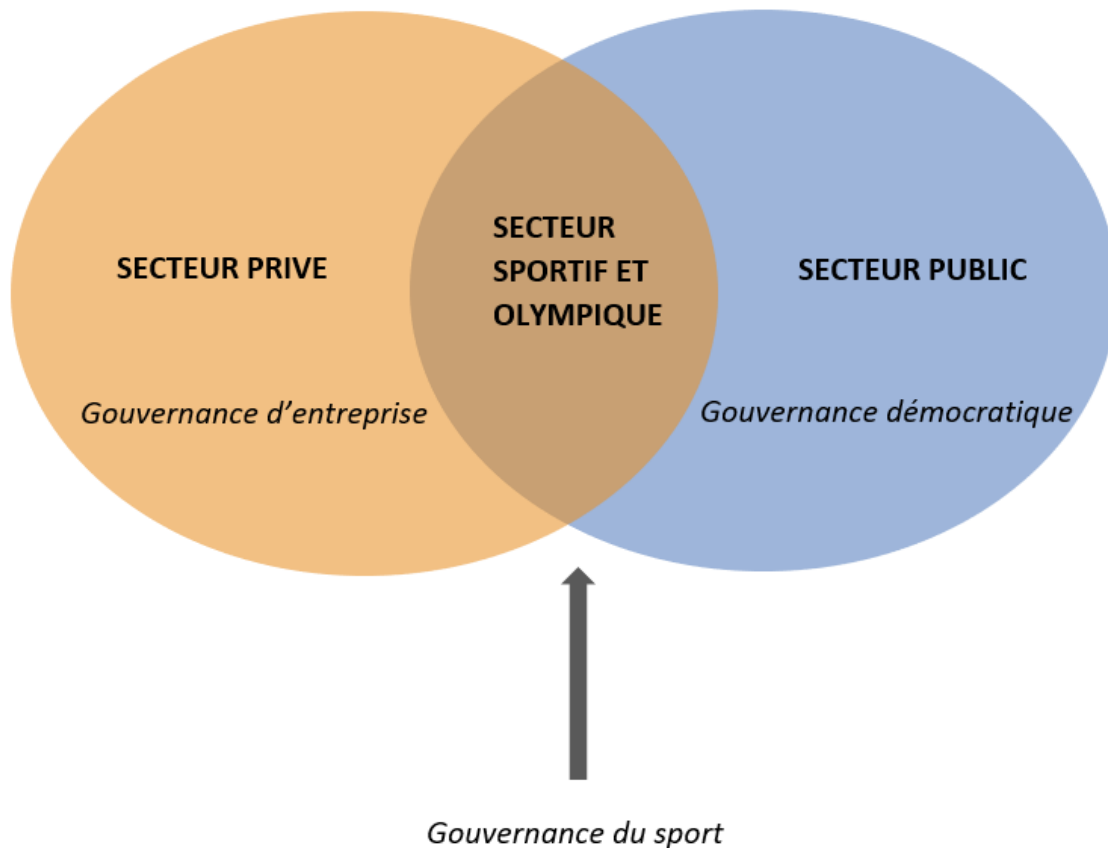 SECTEUR PRIVE
SECTEUR
SPORTIF ET
OLYMPIQUE
SECTEUR PUBLIC
Gouvernance d’entreprise
Gouvernance démocratique
Gouvernance du sport